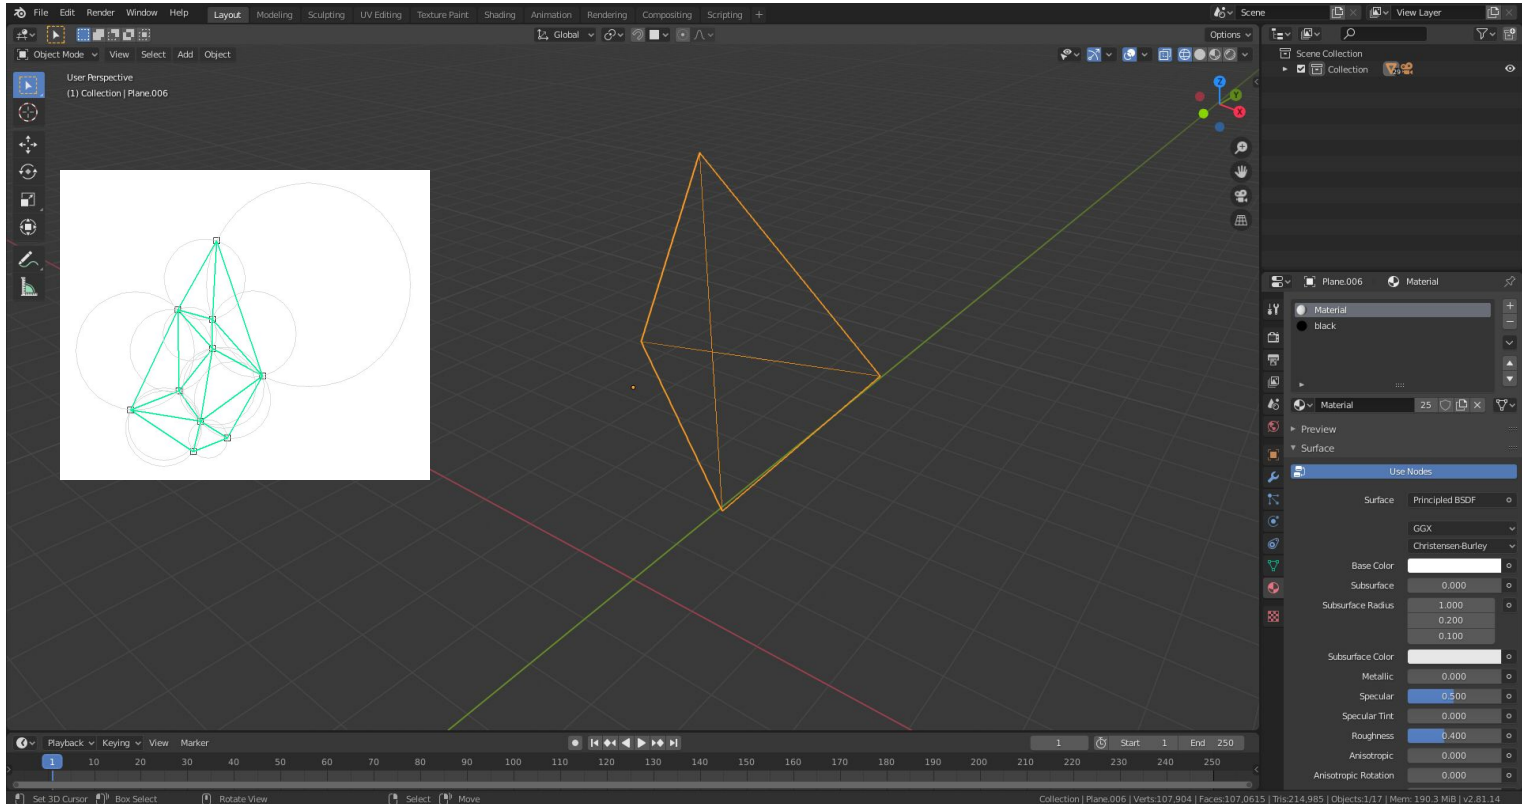 File Edit Render Window Help Layout Modeling Sculpting UV Editing Texture Paint Shading Animation Rendering Compositing Scripting + Scene View Layer
Global Options
Object Mode View Select Add Object
User Perspective
(1) Collection | Plane.006
Z
Y
X
Scene Collection
Collection 29
Plane.006 Material
Material
black
Material 25
Preview
Surface
Use Nodes
Surface Principled BSDF
GGX
Christensen-Burley
Base Color
Subsurface 0.000
Subsurface Radius 1.000
0.200
0.100
Subsurface Color
Metallic 0.000
Specular 0.500
Specular Tint 0.000
Roughness 0.400
Anisotropic 0.000
Anisotropic Rotation 0.000
Playback Keying View Marker 1 Start 1 End 250
1 10 20 30 40 50 60 70 80 90 100 110 120 130 140 150 160 170 180 190 200 210 220 230 240 250
Set 3D Cursor Box Select Rotate View Select Move Collection | Plane.006 | Verts:107,904 | Faces:107,0615 | Tris:214,985 | Objects:1/17 | Mem: 190.3 MiB | v2.81.14